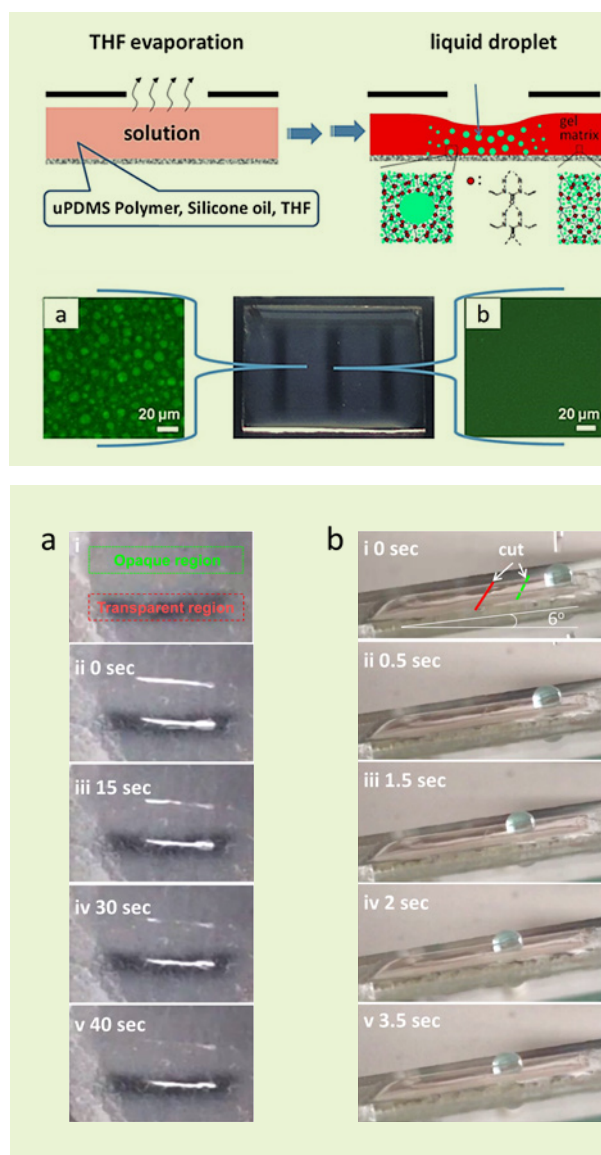 THF evaporation
liquid droplet
solution
gel
matrix
uPDMS Polymer, Silicone oil, THF
a
b
20 µm
20 µm
a
i
Opaque region
Transparent region
ii 0 sec
iii 15 sec
iv 30 sec
v 40 sec
b
i 0 sec
cut
6°
ii 0.5 sec
iii 1.5 sec
iv 2 sec
v 3.5 sec